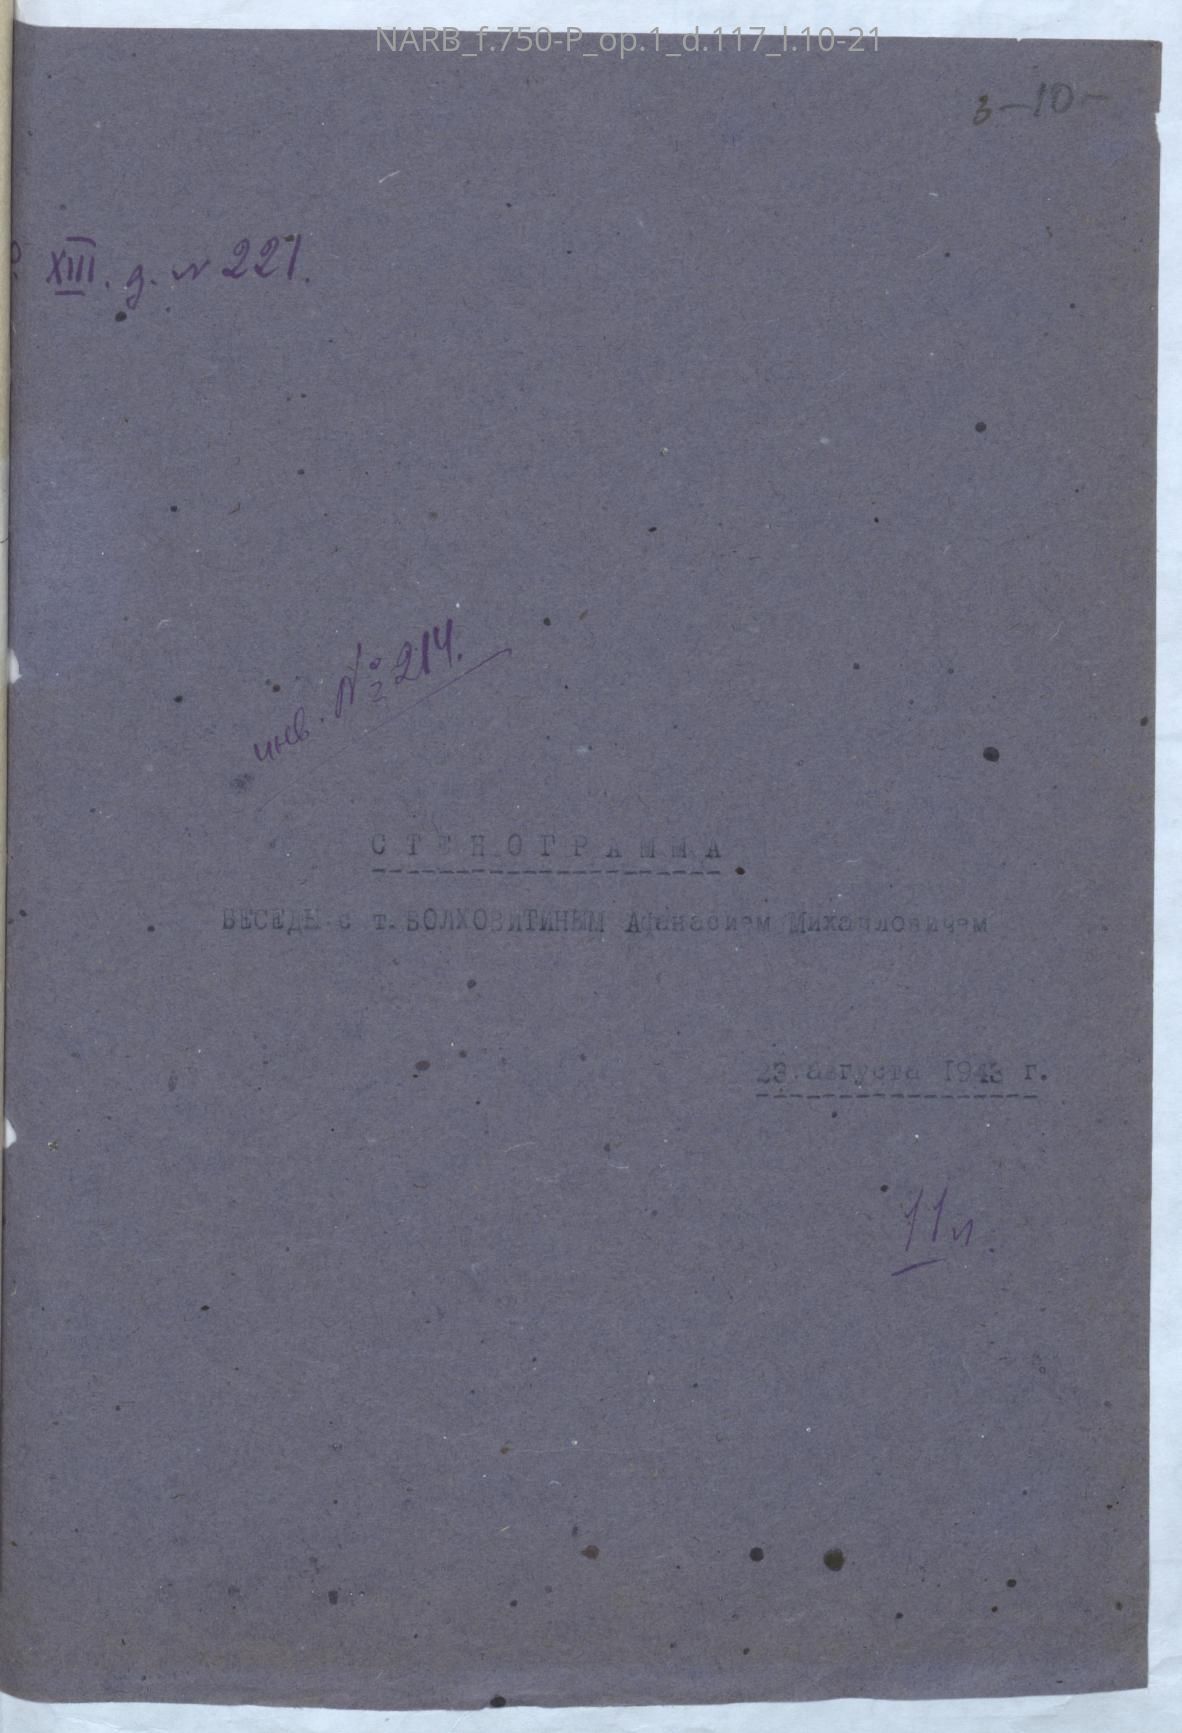 NARB_f.750-P_op.1_d.117_l.10-21
3-10-
XIII. д. № 221.
инв. № 214.
СТЕНОГРАММА
БЕСЕДЫ с т. БОЛХОВИТИНЫМ Афанасием Михайловичем
23 августа 1943 г.
11 л.